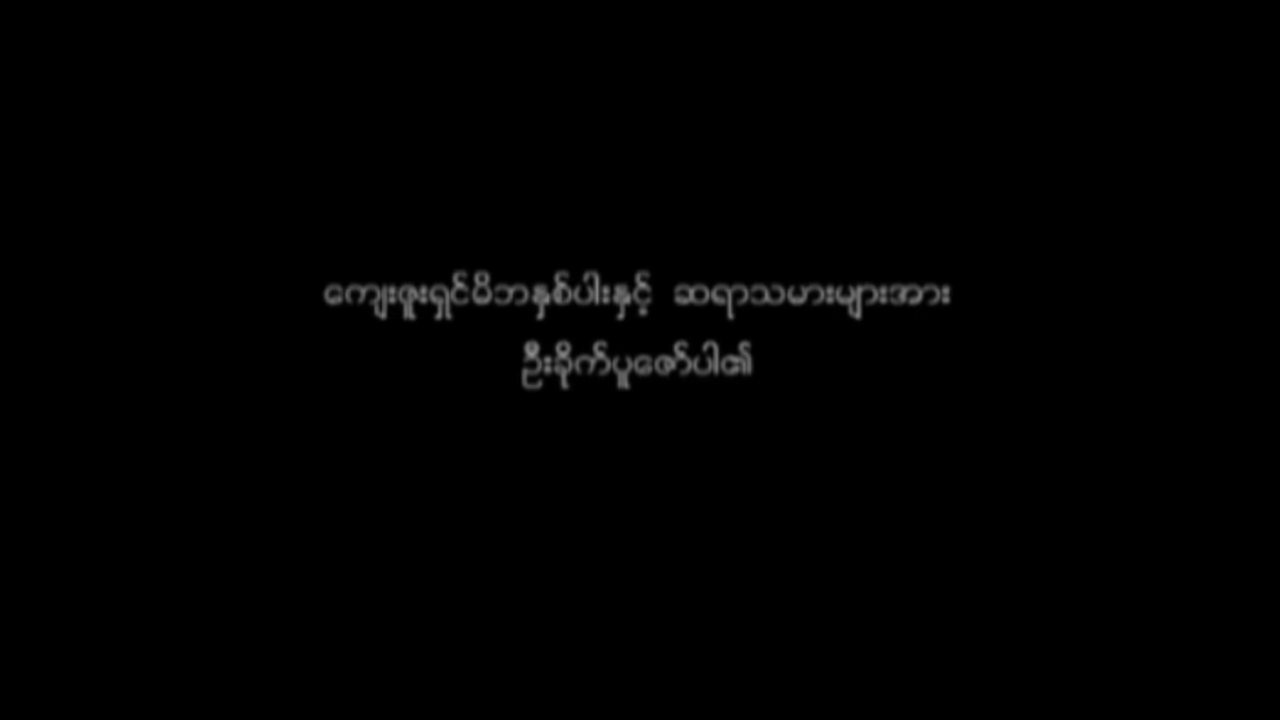 ကျေးဇူးရှင်မိဘနှစ်ပါးနှင့် ဆရာသမားများအား
ဦးခိုက်ပူဇော်ပါ၏